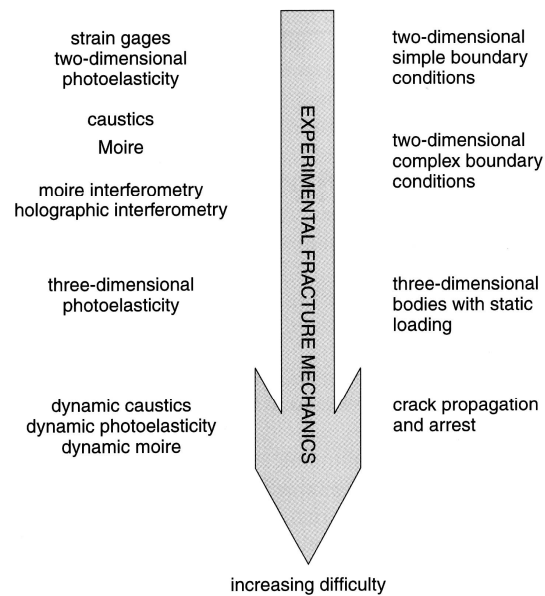 strain gages
two-dimensional
photoelasticity
caustics
Moire
moire interferometry
holographic interferometry
three-dimensional
photoelasticity
dynamic caustics
dynamic photoelasticity
dynamic moire
EXPERIMENTAL FRACTURE MECHANICS
two-dimensional
simple boundary
conditions
two-dimensional
complex boundary
conditions
three-dimensional
bodies with static
loading
crack propagation
and arrest
increasing difficulty